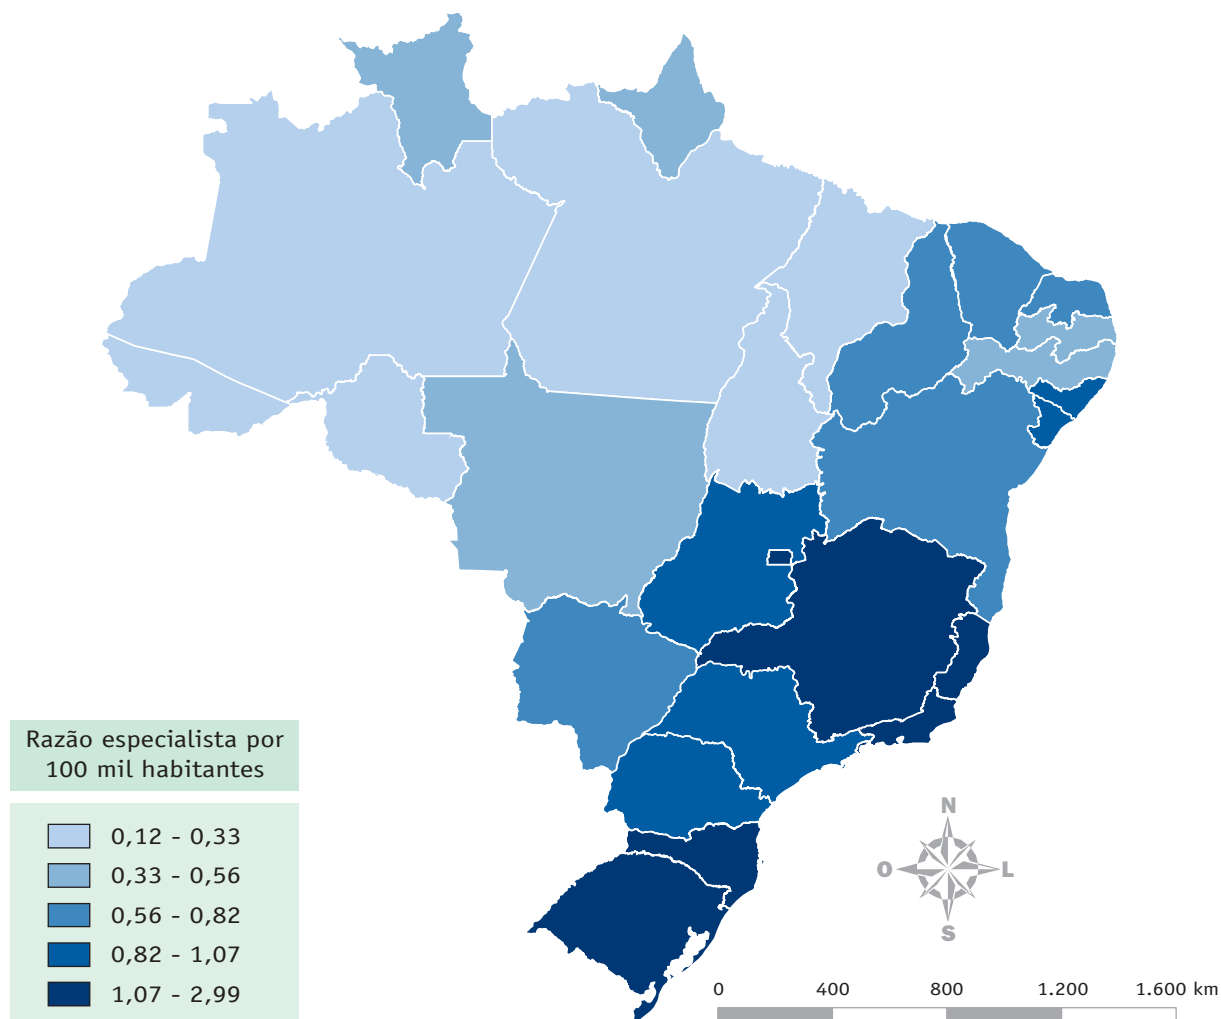 Razão especialista por
100 mil habitantes
0,12 - 0,33
0,33 - 0,56
0,56 - 0,82
0,82 - 1,07
1,07 - 2,99
N
O
L
S
0 400 800 1.200 1.600 km